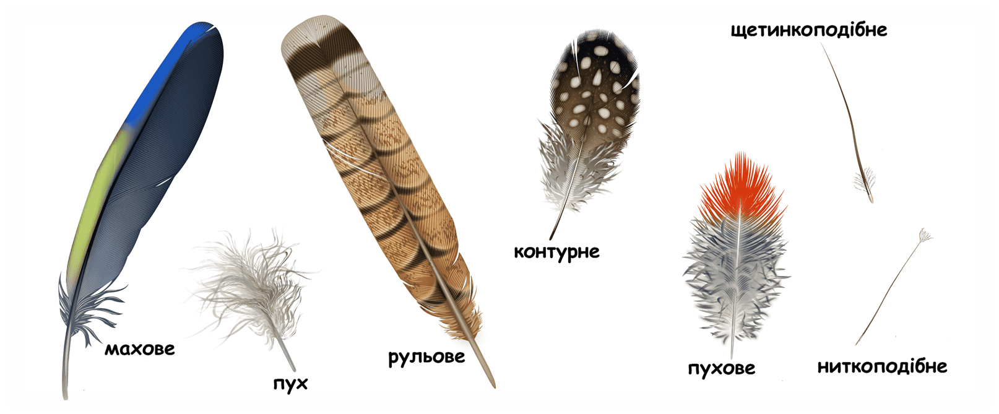 щетинкоподібне
контурне
махове
рульове
пух
пухове
ниткоподібне